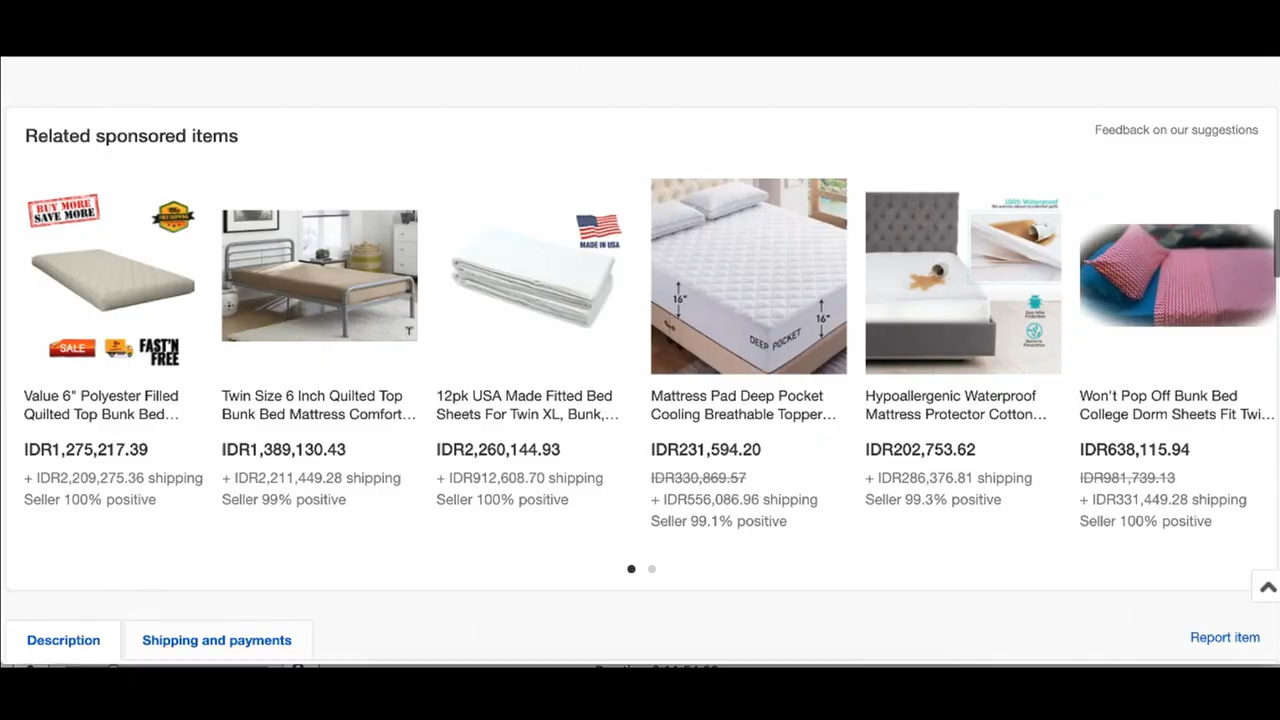 Related sponsored items
Feedback on our suggestions
BUY MORE
SAVE MORE
FREE SHIPPING
SALE
FAST'N
FREE
Value 6" Polyester Filled
Quilted Top Bunk Bed...
IDR1,275,217.39
+ IDR2,209,275.36 shipping
Seller 100% positive
Twin Size 6 Inch Quilted Top
Bunk Bed Mattress Comfort...
IDR1,389,130.43
+ IDR2,211,449.28 shipping
Seller 99% positive
MADE IN USA
12pk USA Made Fitted Bed
Sheets For Twin XL, Bunk,...
IDR2,260,144.93
+ IDR912,608.70 shipping
Seller 100% positive
16"
16"
DEEP POCKET
Mattress Pad Deep Pocket
Cooling Breathable Topper...
IDR231,594.20
IDR330,869.57
+ IDR556,086.96 shipping
Seller 99.1% positive
100% Waterproof
Hypoallergenic Waterproof
Mattress Protector Cotton...
IDR202,753.62
+ IDR286,376.81 shipping
Seller 99.3% positive
Won't Pop Off Bunk Bed
College Dorm Sheets Fit Twi...
IDR638,115.94
IDR981,739.13
+ IDR331,449.28 shipping
Seller 100% positive
Description
Shipping and payments
Report item